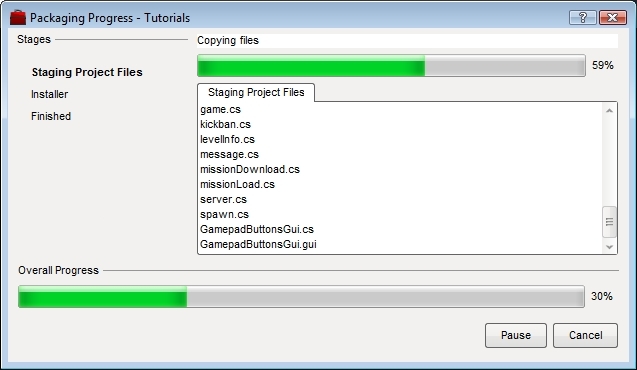 Packaging Progress - Tutorials
?
Stages
Copying files
Staging Project Files
59%
Installer
Finished
Staging Project Files
game.cs
kickban.cs
levelInfo.cs
message.cs
missionDownload.cs
missionLoad.cs
server.cs
spawn.cs
GamepadButtonsGui.cs
GamepadButtonsGui.gui
Overall Progress
30%
Pause
Cancel